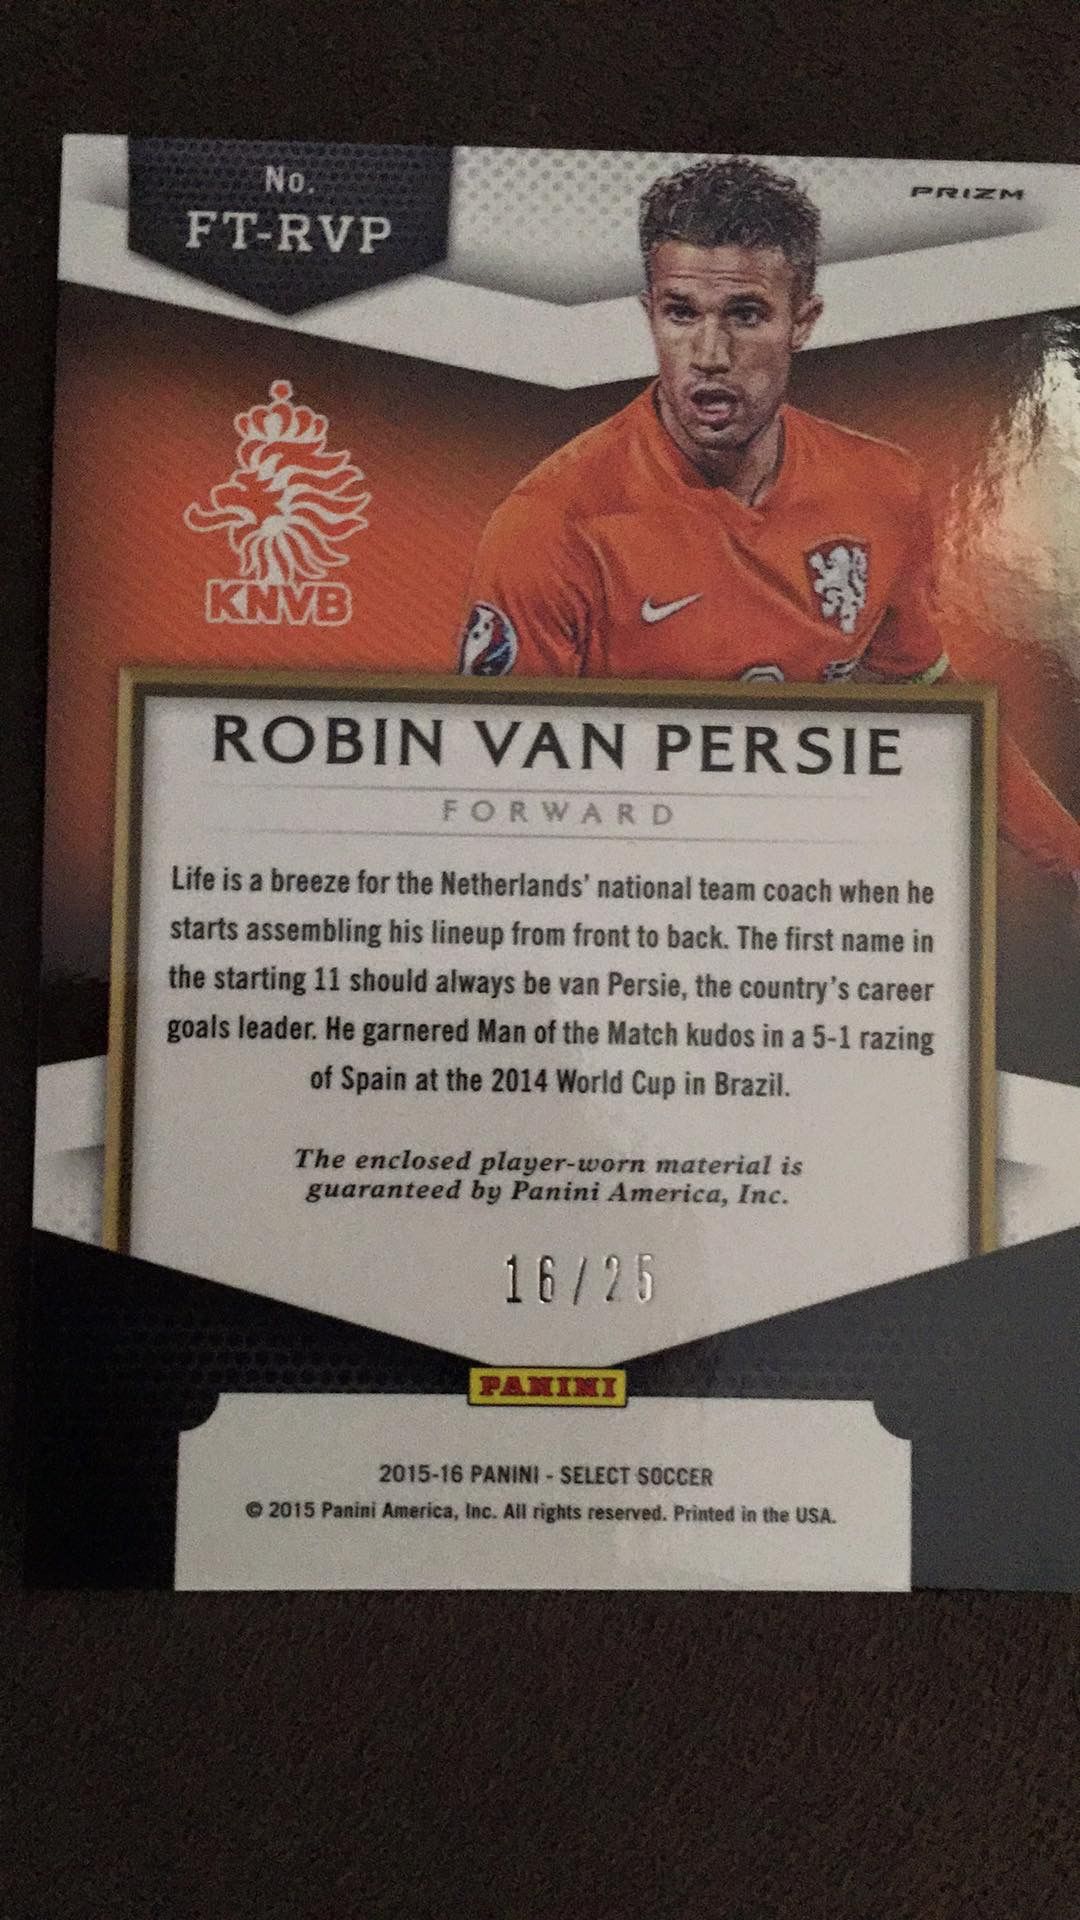 No.
FT-RVP
PRIZM
KNVB
ROBIN VAN PERSIE
FORWARD
Life is a breeze for the Netherlands' national team coach when he
starts assembling his lineup from front to back. The first name in
the starting 11 should always be van Persie, the country's career
goals leader. He garnered Man of the Match kudos in a 5-1 razing
of Spain at the 2014 World Cup in Brazil.
The enclosed player-worn material is
guaranteed by Panini America, Inc.
16/25
PANINI
2015-16 PANINI - SELECT SOCCER
© 2015 Panini America, Inc. All rights reserved. Printed in the USA.